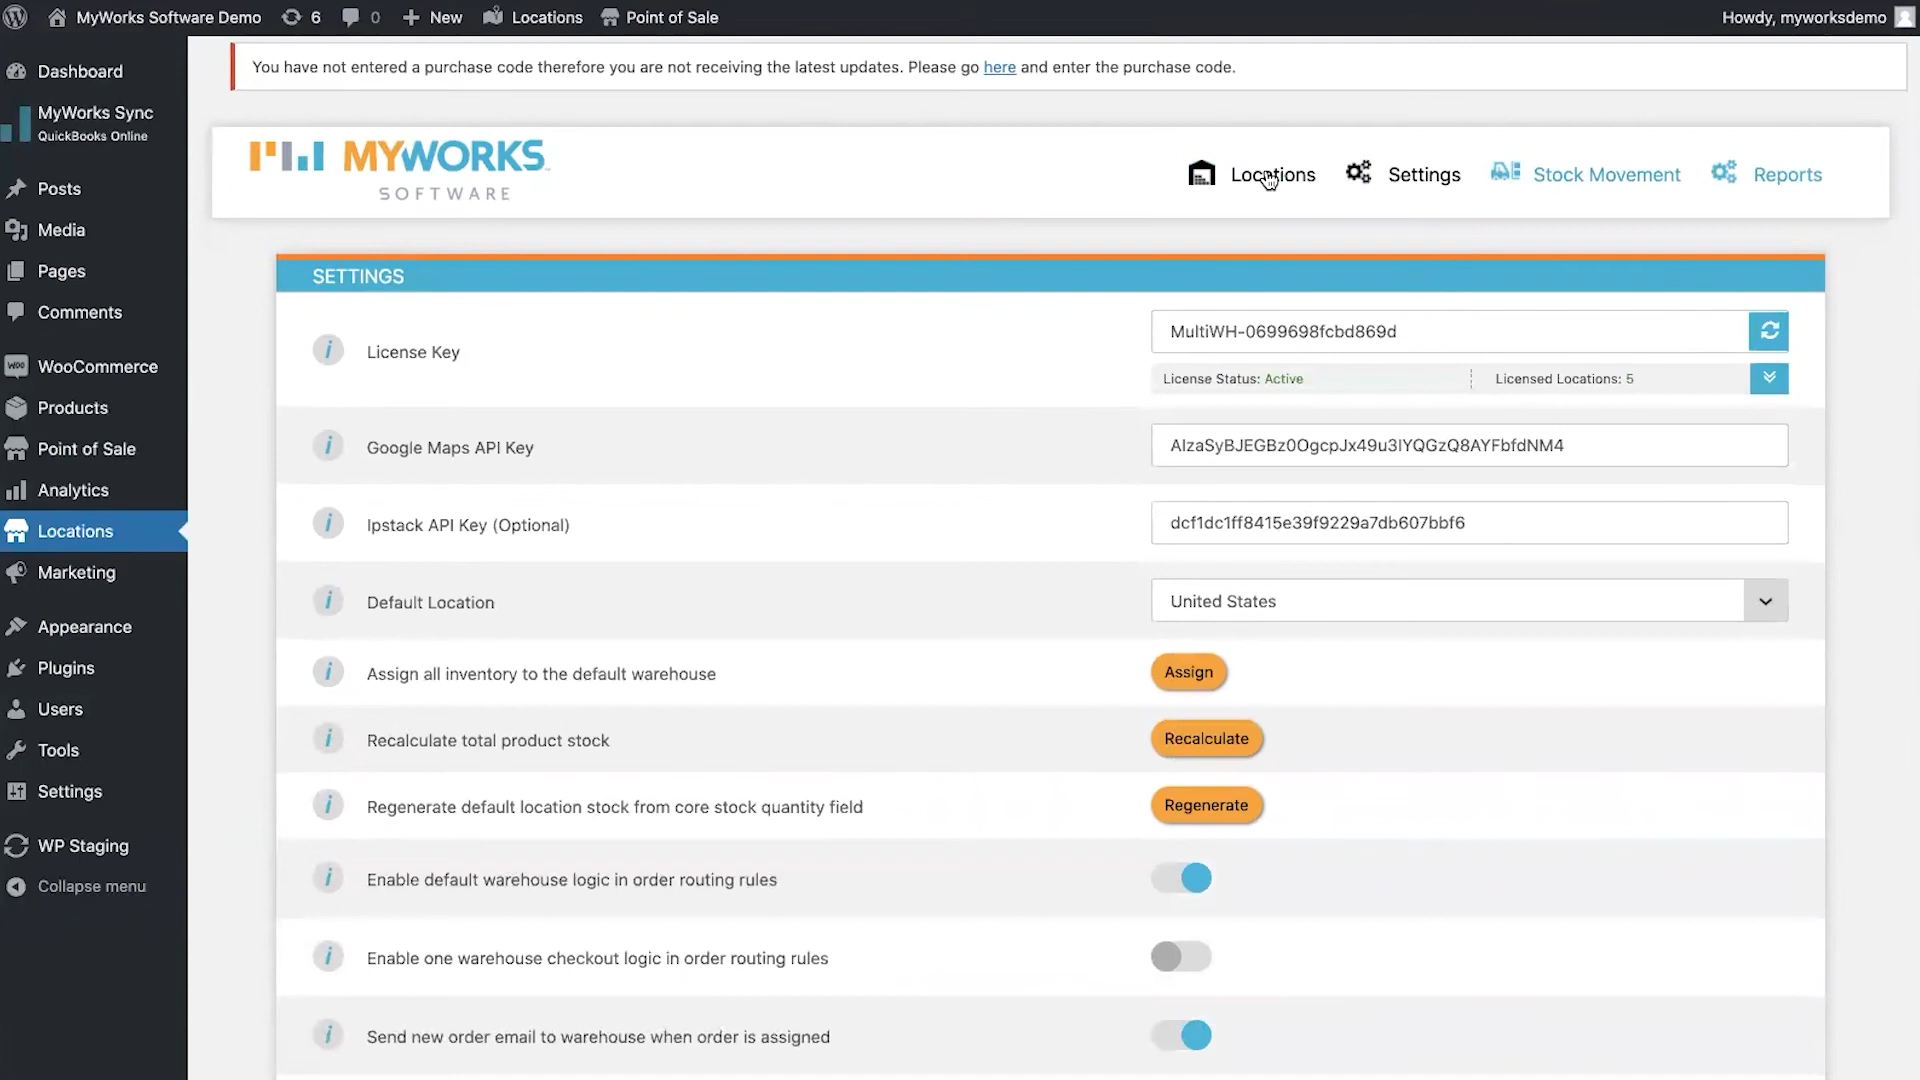 MyWorks Software Demo
6
0
New
Locations
Point of Sale
Howdy, myworksdemo
Dashboard
MyWorks Sync
QuickBooks Online
Posts
Media
Pages
Comments
WooCommerce
Products
Point of Sale
Analytics
Locations
Marketing
Appearance
Plugins
Users
Tools
Settings
WP Staging
Collapse menu
You have not entered a purchase code therefore you are not receiving the latest updates. Please go here and enter the purchase code.
MYWORKS
SOFTWARE
Locations
Settings
Stock Movement
Reports
SETTINGS
License Key
MultiWH-0699698fcbd869d
License Status: Active
Licensed Locations: 5
Google Maps API Key
AIzaSyBJEGBz0OgcpJx49u3lYQGzQ8AYFbfdNM4
Ipstack API Key (Optional)
dcf1dc1ff8415e39f9229a7db607bbf6
Default Location
United States
Assign all inventory to the default warehouse
Assign
Recalculate total product stock
Recalculate
Regenerate default location stock from core stock quantity field
Regenerate
Enable default warehouse logic in order routing rules
Enable one warehouse checkout logic in order routing rules
Send new order email to warehouse when order is assigned